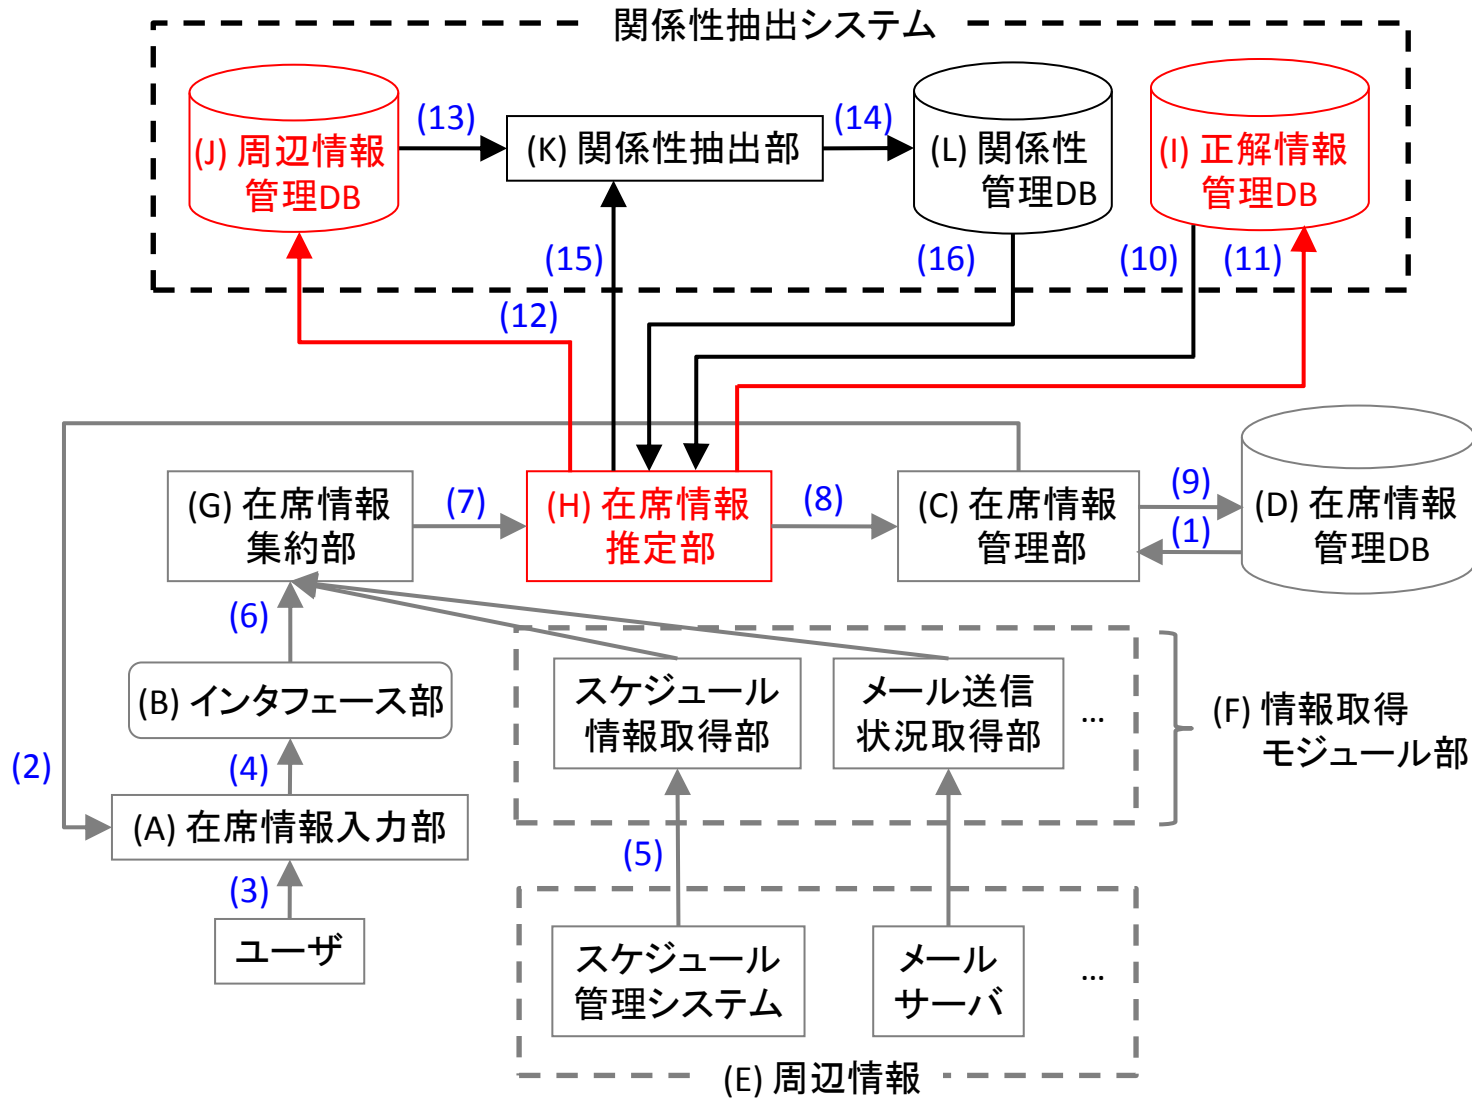 関係性抽出システム
(13)
(14)
(J) 周辺情報
管理DB
(K) 関係性抽出部
(L) 関係性
管理DB
(I) 正解情報
管理DB
(15)
(16)
(10)
(11)
(12)
(G) 在席情報
集約部
(7)
(H) 在席情報
推定部
(8)
(C) 在席情報
管理部
(9)
(1)
(D) 在席情報
管理DB
(6)
(B) インタフェース部
スケジュール
情報取得部
メール送信
状況取得部
...
(F) 情報取得
モジュール部
(2)
(4)
(A) 在席情報入力部
(5)
(3)
ユーザ
スケジュール
管理システム
メール
サーバ
...
(E) 周辺情報